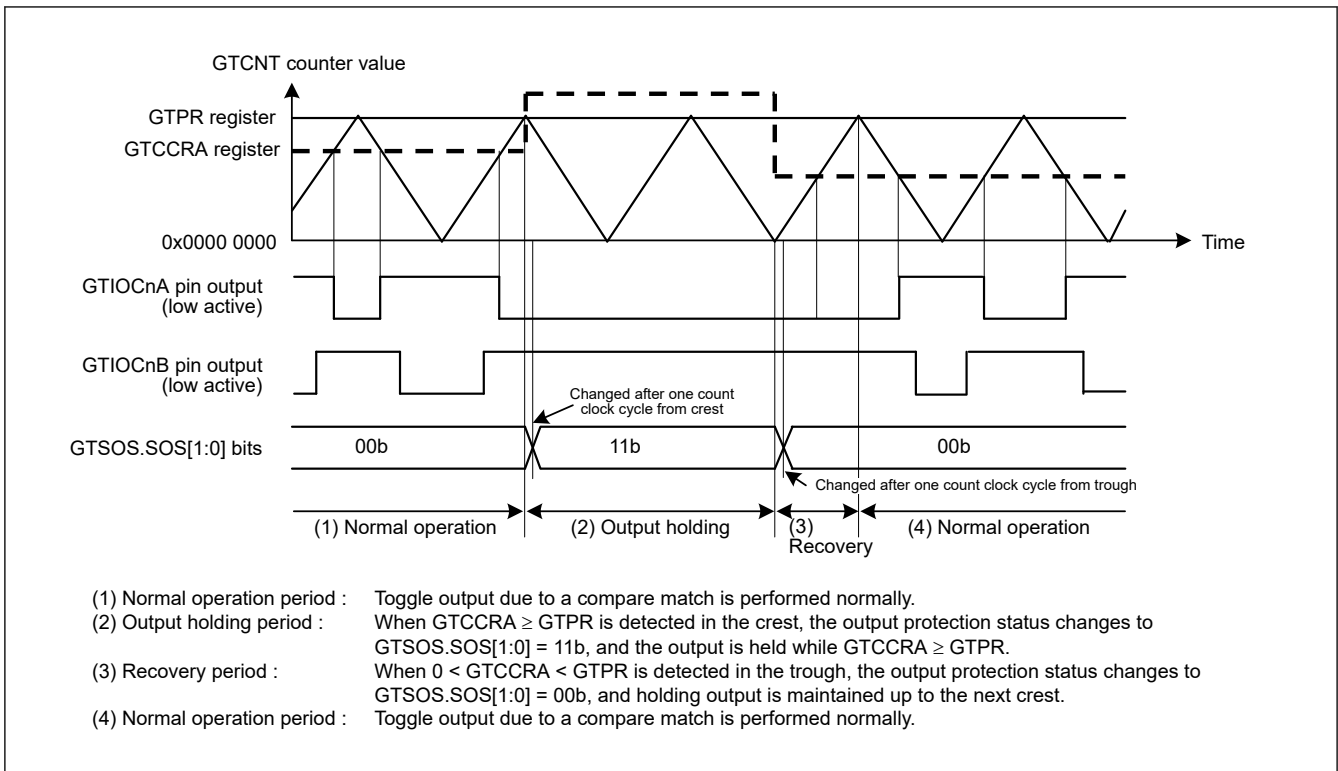 GTCNT counter value
GTPR register
GTCCRA register
0x0000 0000
Time
GTIOCnA pin output
(low active)
GTIOCnB pin output
(low active)
Changed after one count
clock cycle from crest
GTSOS.SOS[1:0] bits
00b
11b
00b
Changed after one count clock cycle from trough
(1) Normal operation
(2) Output holding
(3)
Recovery
(4) Normal operation
(1) Normal operation period : Toggle output due to a compare match is performed normally.
(2) Output holding period : When GTCCRA ≥ GTPR is detected in the crest, the output protection status changes to
GTSOS.SOS[1:0] = 11b, and the output is held while GTCCRA ≥ GTPR.
(3) Recovery period : When 0 < GTCCRA < GTPR is detected in the trough, the output protection status changes to
GTSOS.SOS[1:0] = 00b, and holding output is maintained up to the next crest.
(4) Normal operation period : Toggle output due to a compare match is performed normally.